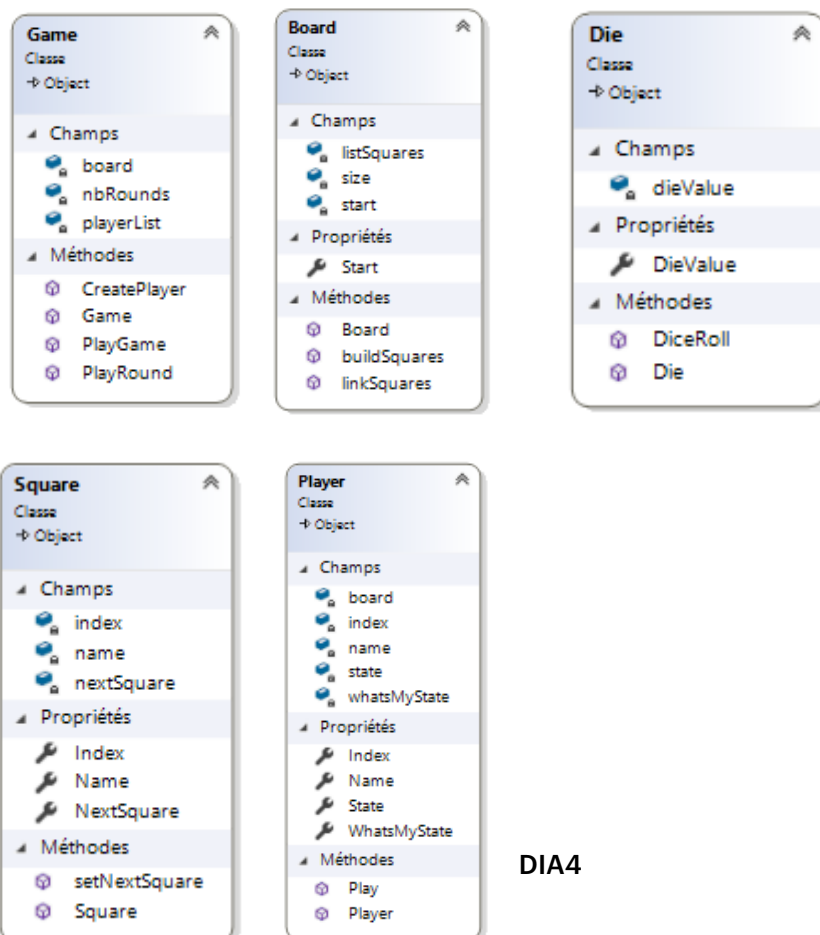 Game
Classe
Object
Champs
board
nbRounds
playerList
Méthodes
CreatePlayer
Game
PlayGame
PlayRound
Board
Classe
Object
Champs
listSquares
size
start
Propriétés
Start
Méthodes
Board
buildSquares
linkSquares
Die
Classe
Object
Champs
dieValue
Propriétés
DieValue
Méthodes
DiceRoll
Die
Square
Classe
Object
Champs
index
name
nextSquare
Propriétés
Index
Name
NextSquare
Méthodes
setNextSquare
Square
Player
Classe
Object
Champs
board
index
name
state
whatsMyState
Propriétés
Index
Name
State
WhatsMyState
Méthodes
Play
Player
DIA4